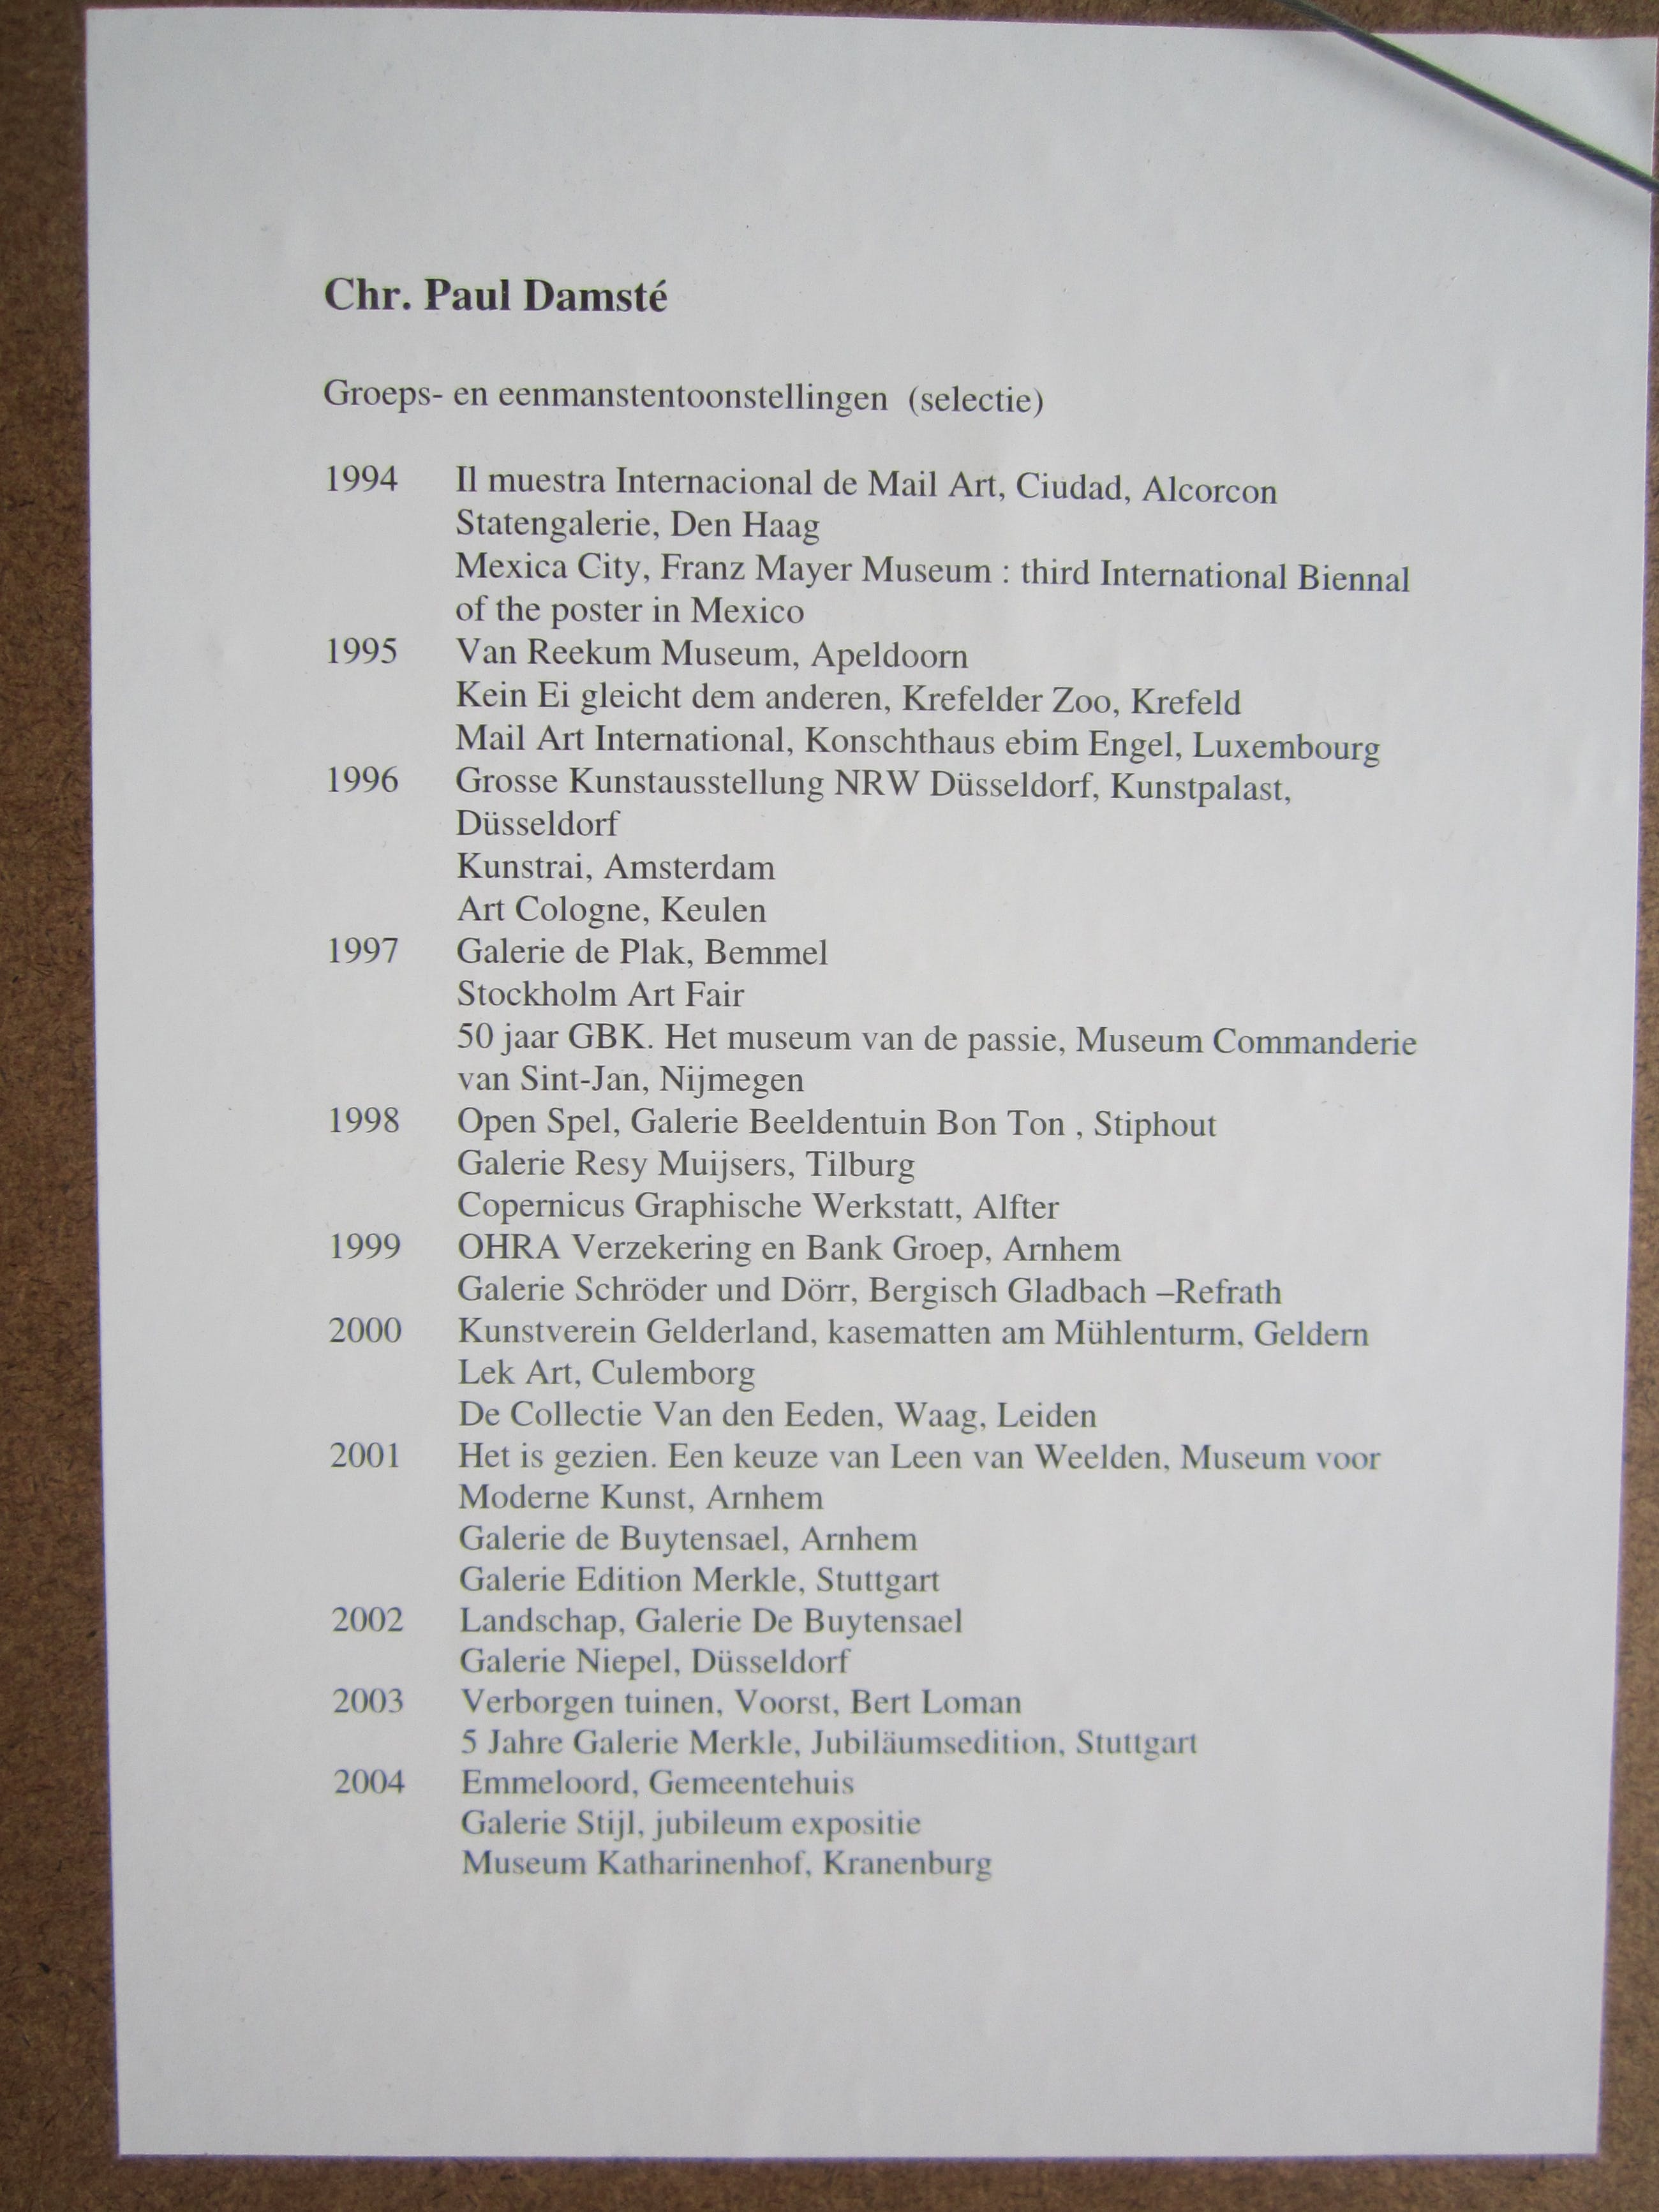 Chr. Paul Damsté
Groeps- en eenmanstentoonstellingen (selectie)
1994 Il muestra Internacional de Mail Art, Ciudad, Alcorcon
Statengalerie, Den Haag
Mexica City, Franz Mayer Museum : third International Biennal
of the poster in Mexico
1995 Van Reekum Museum, Apeldoorn
Kein Ei gleicht dem anderen, Krefelder Zoo, Krefeld
Mail Art International, Konschthaus ebim Engel, Luxembourg
1996 Grosse Kunstausstellung NRW Düsseldorf, Kunstpalast,
Düsseldorf
Kunstrai, Amsterdam
Art Cologne, Keulen
1997 Galerie de Plak, Bemmel
Stockholm Art Fair
50 jaar GBK. Het museum van de passie, Museum Commanderie
van Sint-Jan, Nijmegen
1998 Open Spel, Galerie Beeldentuin Bon Ton , Stiphout
Galerie Resy Muijsers, Tilburg
Copernicus Graphische Werkstatt, Alfter
1999 OHRA Verzekering en Bank Groep, Arnhem
Galerie Schröder und Dörr, Bergisch Gladbach –Refrath
2000 Kunstverein Gelderland, kasematten am Mühlenturm, Geldern
Lek Art, Culemborg
De Collectie Van den Eeden, Waag, Leiden
2001 Het is gezien. Een keuze van Leen van Weelden, Museum voor
Moderne Kunst, Arnhem
Galerie de Buytensael, Arnhem
Galerie Edition Merkle, Stuttgart
2002 Landschap, Galerie De Buytensael
Galerie Niepel, Düsseldorf
2003 Verborgen tuinen, Voorst, Bert Loman
5 Jahre Galerie Merkle, Jubiläumsedition, Stuttgart
2004 Emmeloord, Gemeentehuis
Galerie Stijl, jubileum expositie
Museum Katharinenhof, Kranenburg